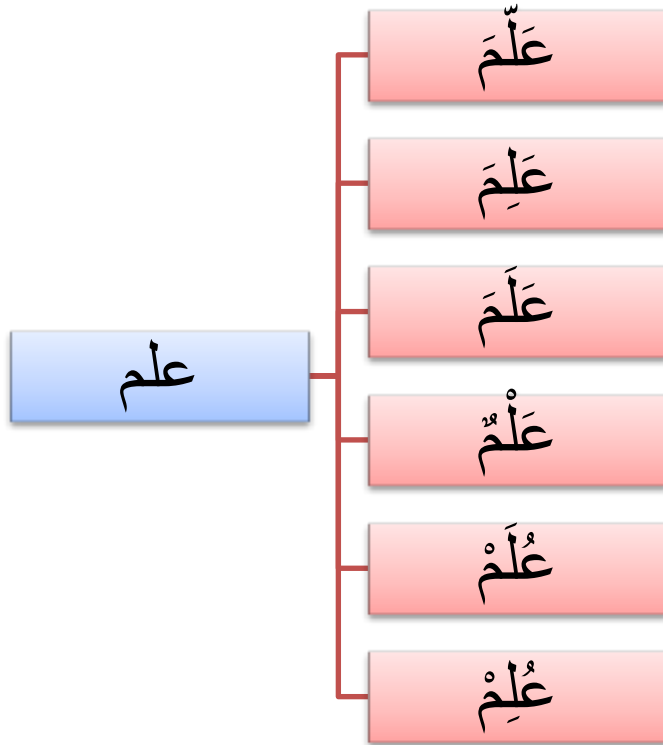 علم
عَلّمَ
عَلِمَ
عَلَمَ
عَلْمٌ
عُلَمْ
عُلِمْ